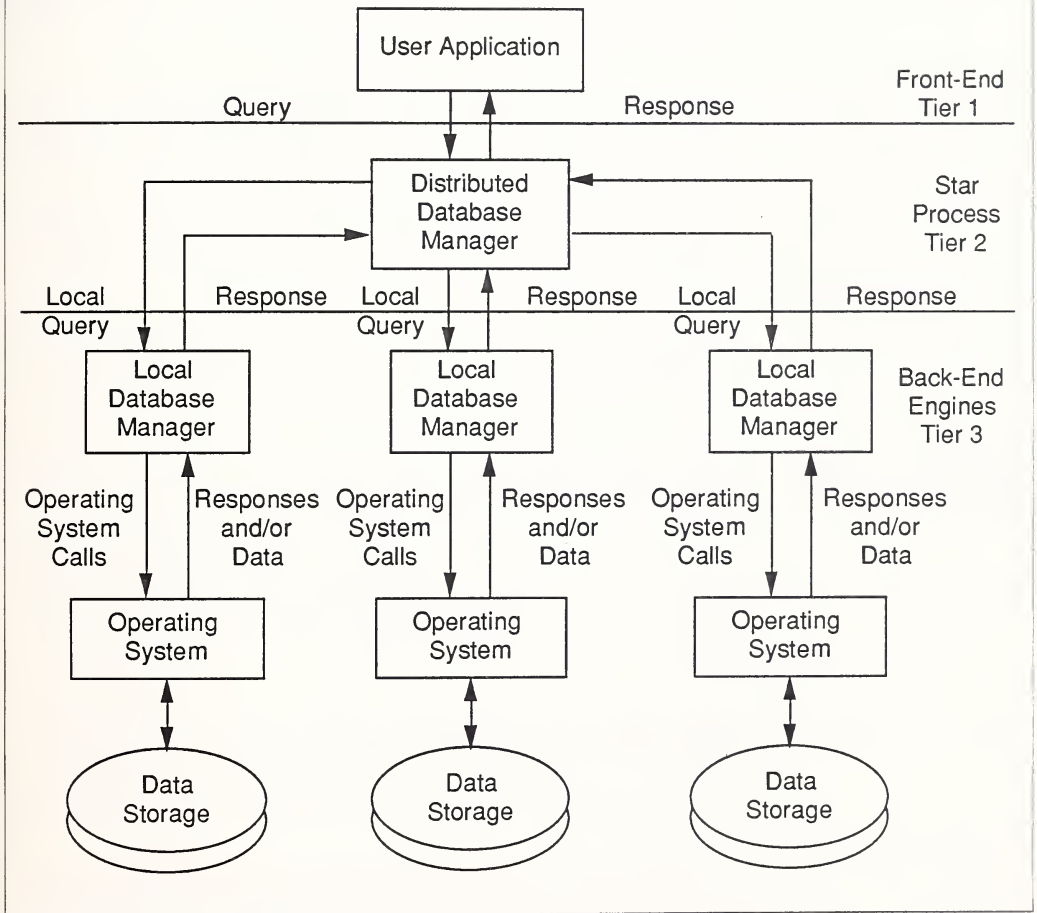 User Application
Front-End
Tier 1
Query
Response
Distributed
Database
Manager
Star
Process
Tier 2
Local
Query
Response
Local
Query
Response
Local
Query
Response
Local
Database
Manager
Local
Database
Manager
Local
Database
Manager
Back-End
Engines
Tier 3
Operating
System
Calls
Responses
and/or
Data
Operating
System
Calls
Responses
and/or
Data
Operating
System
Calls
Responses
and/or
Data
Operating
System
Operating
System
Operating
System
Data
Storage
Data
Storage
Data
Storage